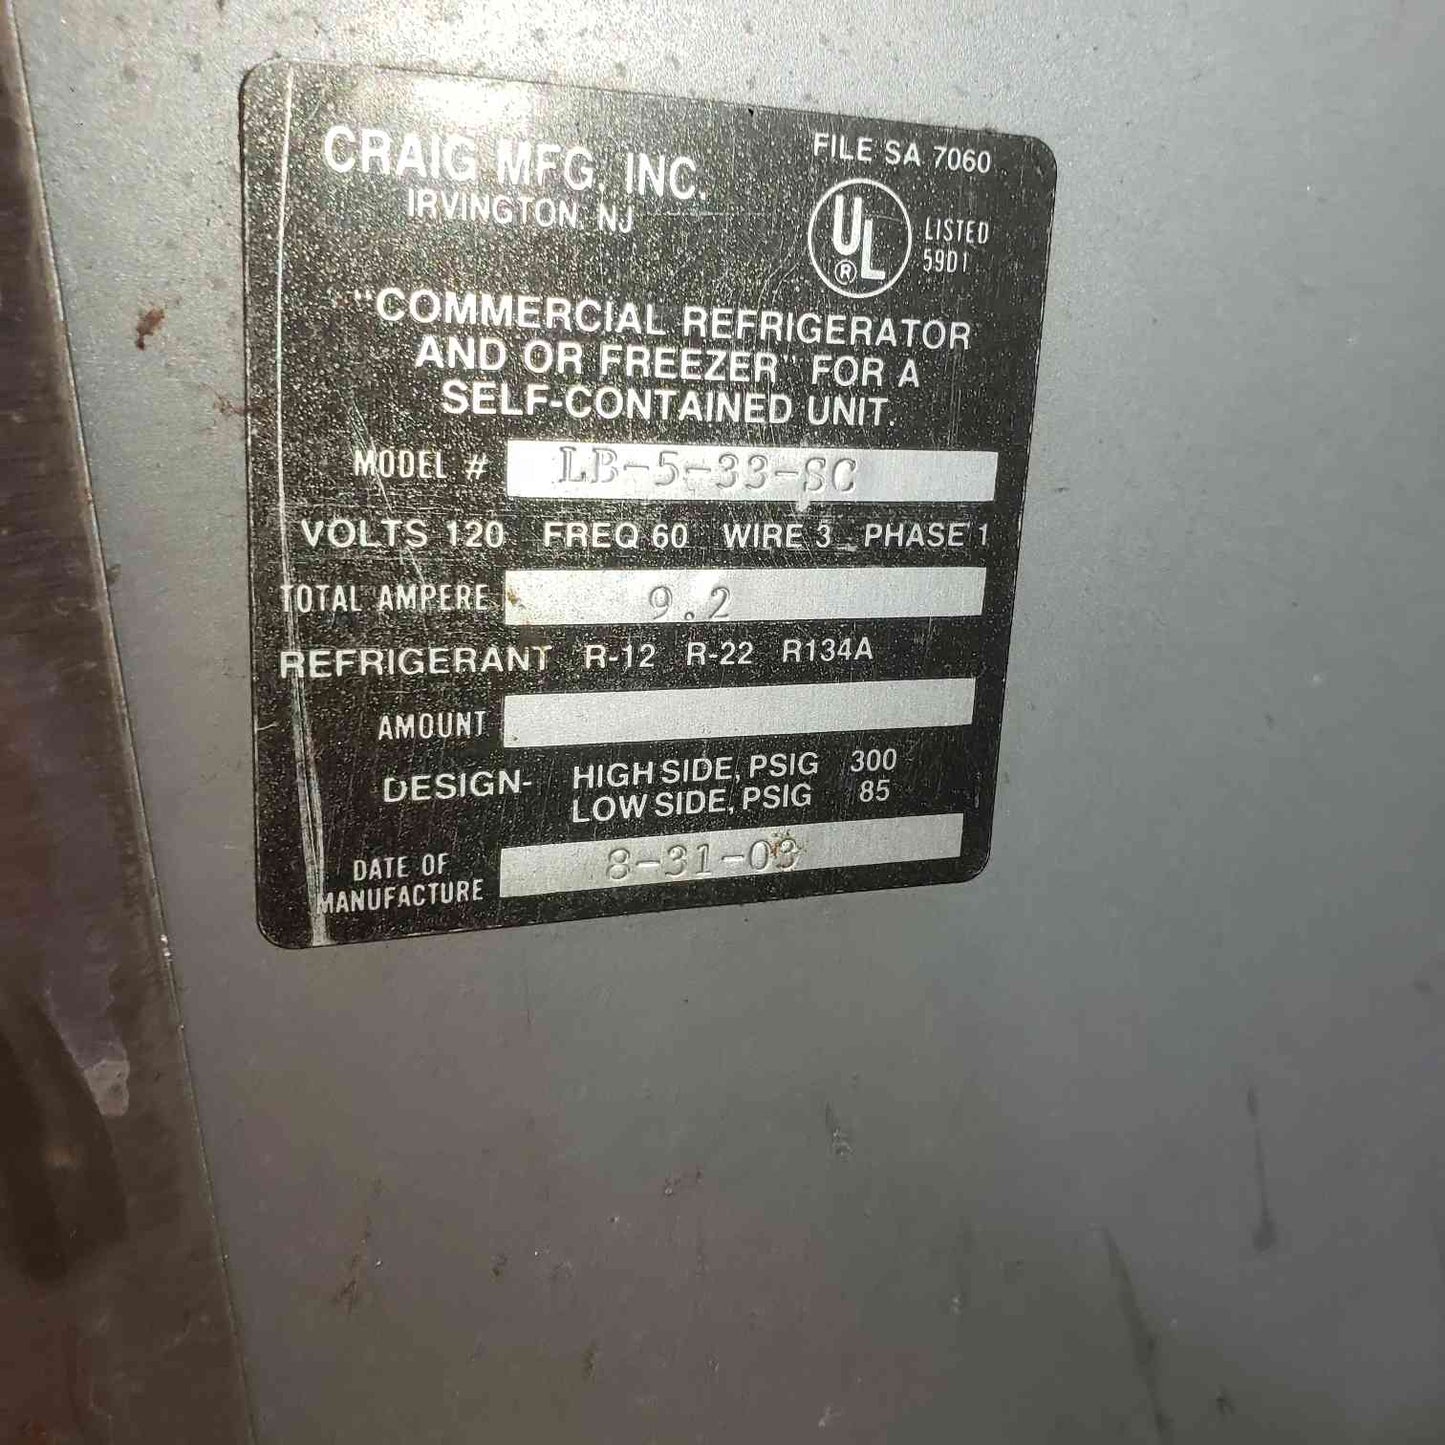 CRAIG MFG. INC.
IRVINGTON, NJ
FILE SA 7060
UL
®
LISTED
59D1
"COMMERCIAL REFRIGERATOR
AND OR FREEZER" FOR A
SELF-CONTAINED UNIT.
MODEL # LB-5-33-SC
VOLTS 120 FREQ 60 WIRE 3 PHASE 1
TOTAL AMPERE 9.2
REFRIGERANT R-12 R-22 R134A
AMOUNT
DESIGN- HIGH SIDE, PSIG 300
LOW SIDE, PSIG 85
DATE OF
MANUFACTURE 8-31-03